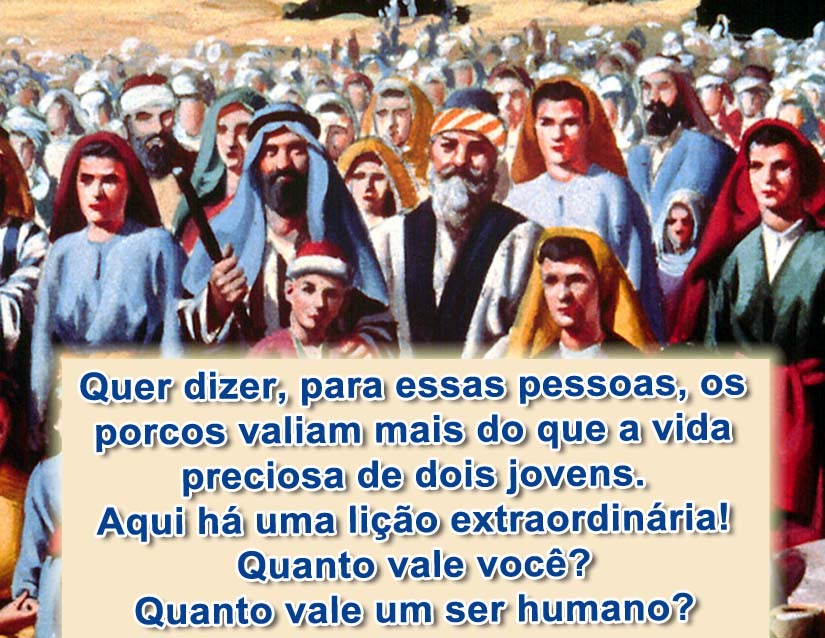 Quer dizer, para essas pessoas, os
porcos valiam mais do que a vida
preciosa de dois jovens.
Aqui há uma lição extraordinária!
Quanto vale você?
Quanto vale um ser humano?